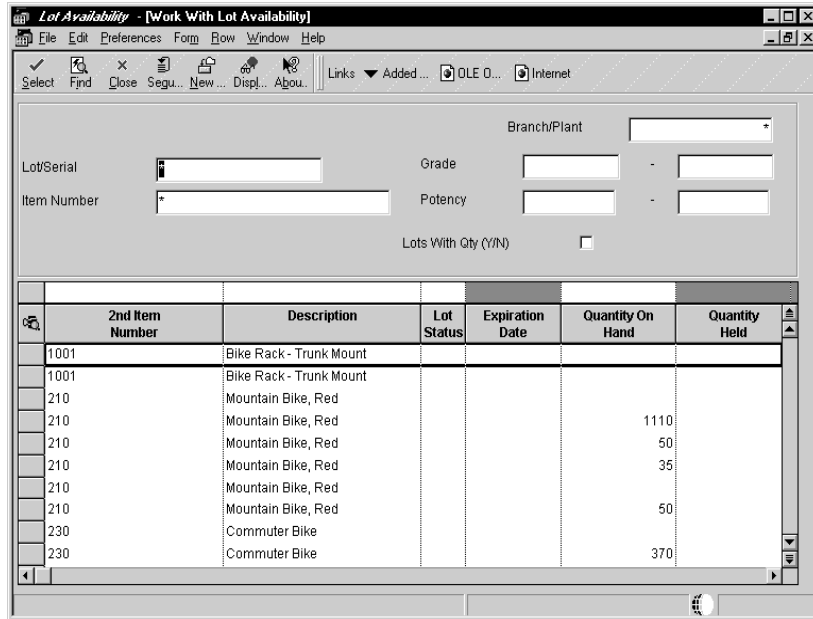 Lot Availability - [Work With Lot Availability]
File Edit Preferences Form Row Window Help
Select Find Close Sequ... New ... Displ... Abou.. Links Added ... OLE O... Internet
Branch/Plant *
Lot/Serial * Grade -
Item Number * Potency -
Lots With Qty (Y/N)
2nd Item Number Description Lot Status Expiration Date Quantity On Hand Quantity Held
1001 Bike Rack - Trunk Mount
1001 Bike Rack - Trunk Mount
210 Mountain Bike, Red
210 Mountain Bike, Red 1110
210 Mountain Bike, Red 50
210 Mountain Bike, Red 35
210 Mountain Bike, Red
210 Mountain Bike, Red 50
230 Commuter Bike
230 Commuter Bike 370